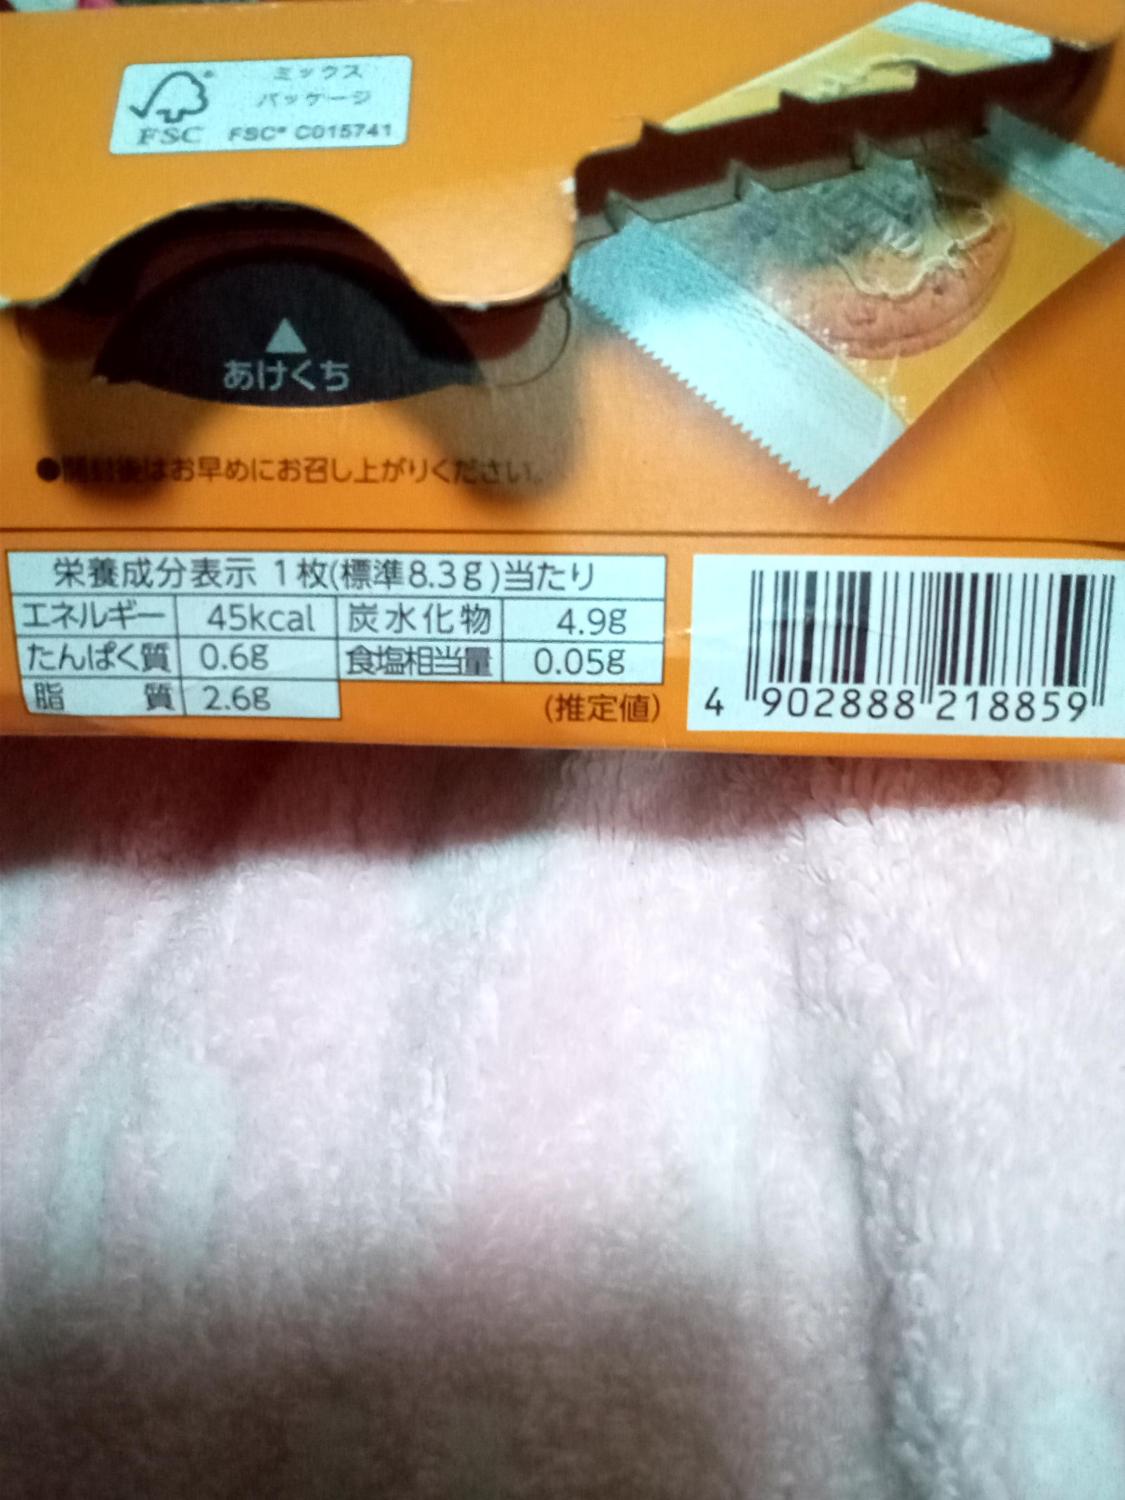 ミックス
パッケージ
FSC® C015741
FSC
▲
あけくち
●開封後はお早めにお召し上がりください。
栄養成分表示 1枚(標準8.3g)当たり
エネルギー 45kcal 炭水化物 4.9g
たんぱく質 0.6g 食塩相当量 0.05g
脂質 2.6g
(推定値)
4 902888 218859